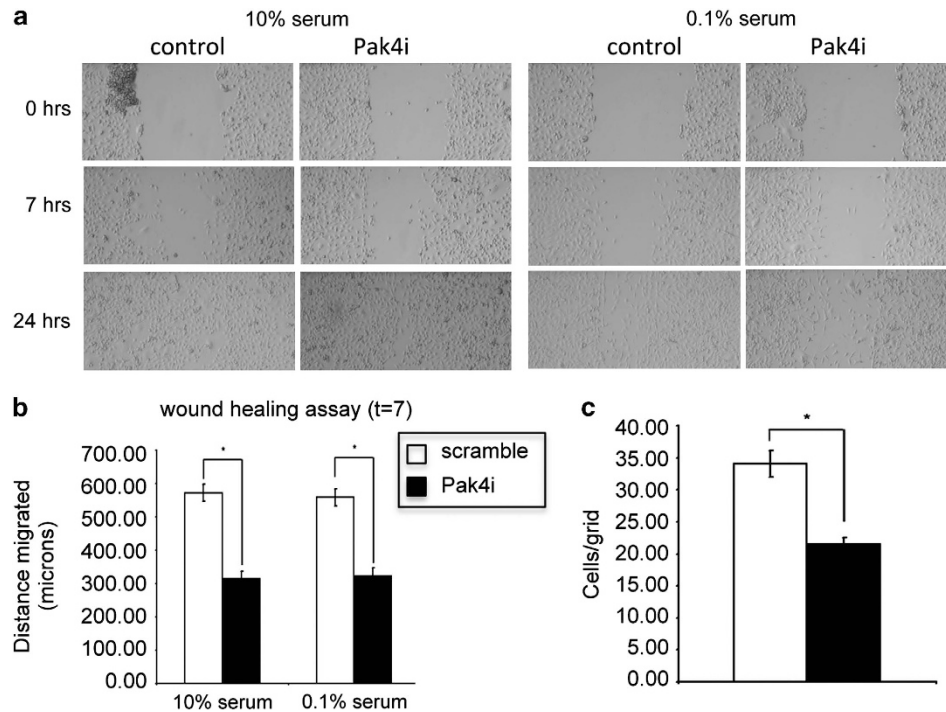 a
10% serum
0.1% serum
control
Pak4i
control
Pak4i
0 hrs
7 hrs
24 hrs
b
wound healing assay (t=7)
scramble
Pak4i
Distance migrated
(microns)
700.00
600.00
500.00
400.00
300.00
200.00
100.00
0.00
*
*
10% serum
0.1% serum
c
Cells/grid
40.00
35.00
30.00
25.00
20.00
15.00
10.00
5.00
0.00
*